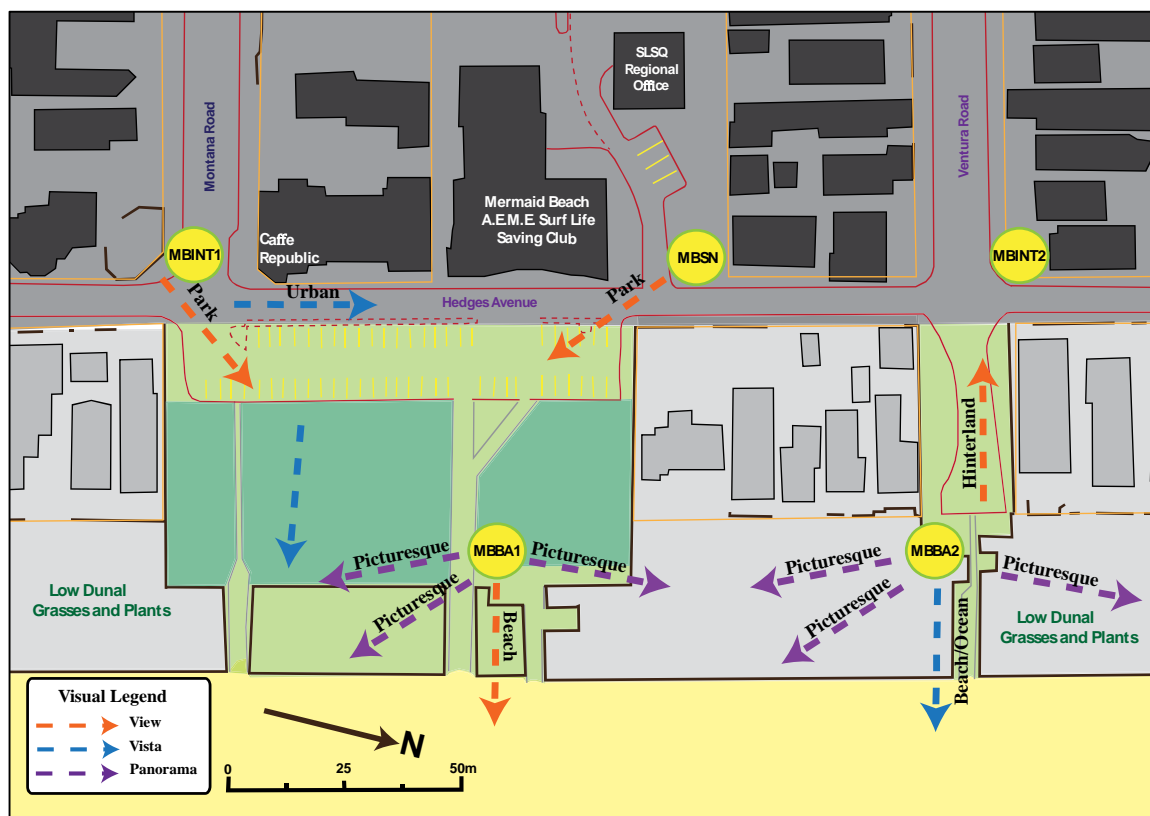 SLSQ
Regional
Office
Montana Road
Ventura Road
Mermaid Beach
A.E.M.E Surf Life
Saving Club
Caffe
Republic
MBINT1
MBSN
MBINT2
Park
Urban
Hedges Avenue
Park
Hinterland
MBBA1
MBBA2
Picturesque
Picturesque
Picturesque
Picturesque
Picturesque
Picturesque
Beach
Beach/Ocean
Low Dunal
Grasses and Plants
Low Dunal
Grasses and Plants
Visual Legend
View
Vista
Panorama
N
0
25
50m